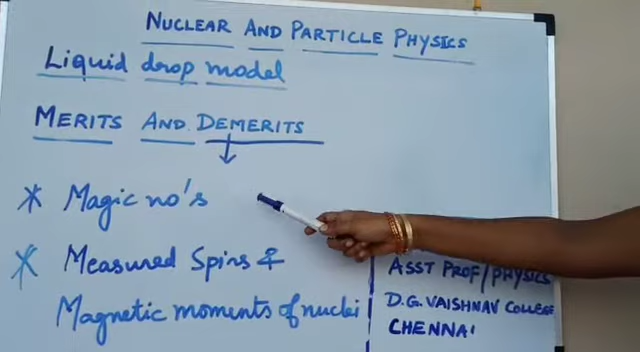 NUCLEAR AND PARTICLE PHYSICS
Liquid drop model
MERITS AND DEMERITS
* Magic no's
* Measured Spins &
Magnetic moments of nuclei
ASST PROF/PHYSICS
D.G. VAISHNAV COLLEGE
CHENNAI